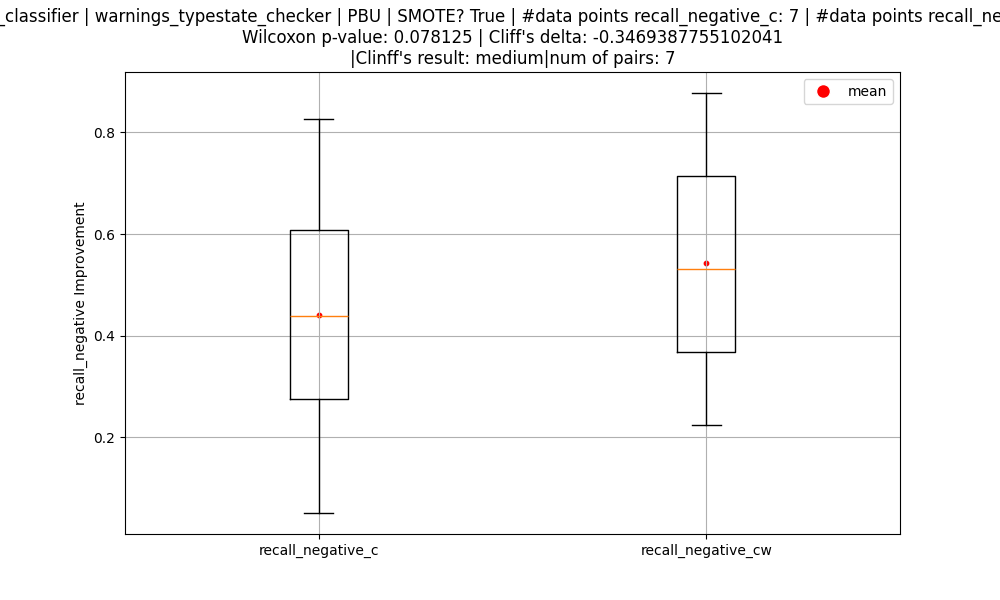 _classifier | warnings_typestate_checker | PBU | SMOTE? True | #data points recall_negative_c: 7 | #data points recall_ne
Wilcoxon p-value: 0.078125 | Cliff's delta: -0.3469387755102041
|Clinff's result: medium|num of pairs: 7
mean
0.8
0.6
0.4
0.2
recall_negative Improvement
recall_negative_c
recall_negative_cw